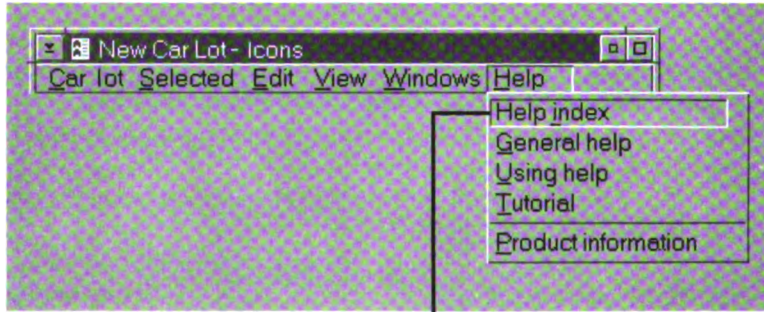 New Car Lot - Icons
Car lot Selected Edit View Windows Help
Help index
General help
Using help
Tutorial
Product information